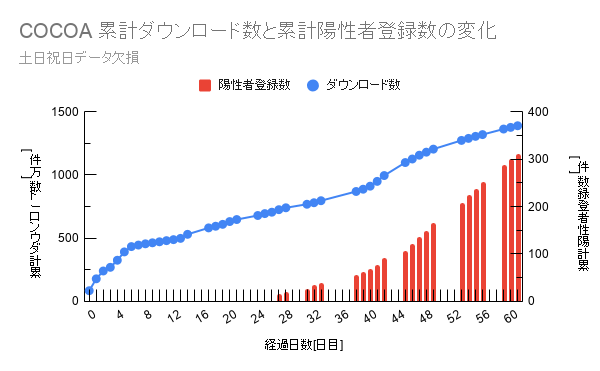 COCOA 累計ダウンロード数と累計陽性者登録数の変化
土日祝日データ欠損
陽性者登録数 ダウンロード数
累計ダウンロード数[万件]
1500
1000
500
0
400
300
200
100
0
累計陽性者登録数[件]
0 4 8 12 16 20 24 28 32 36 40 44 48 52 56 60
経過日数[日目]